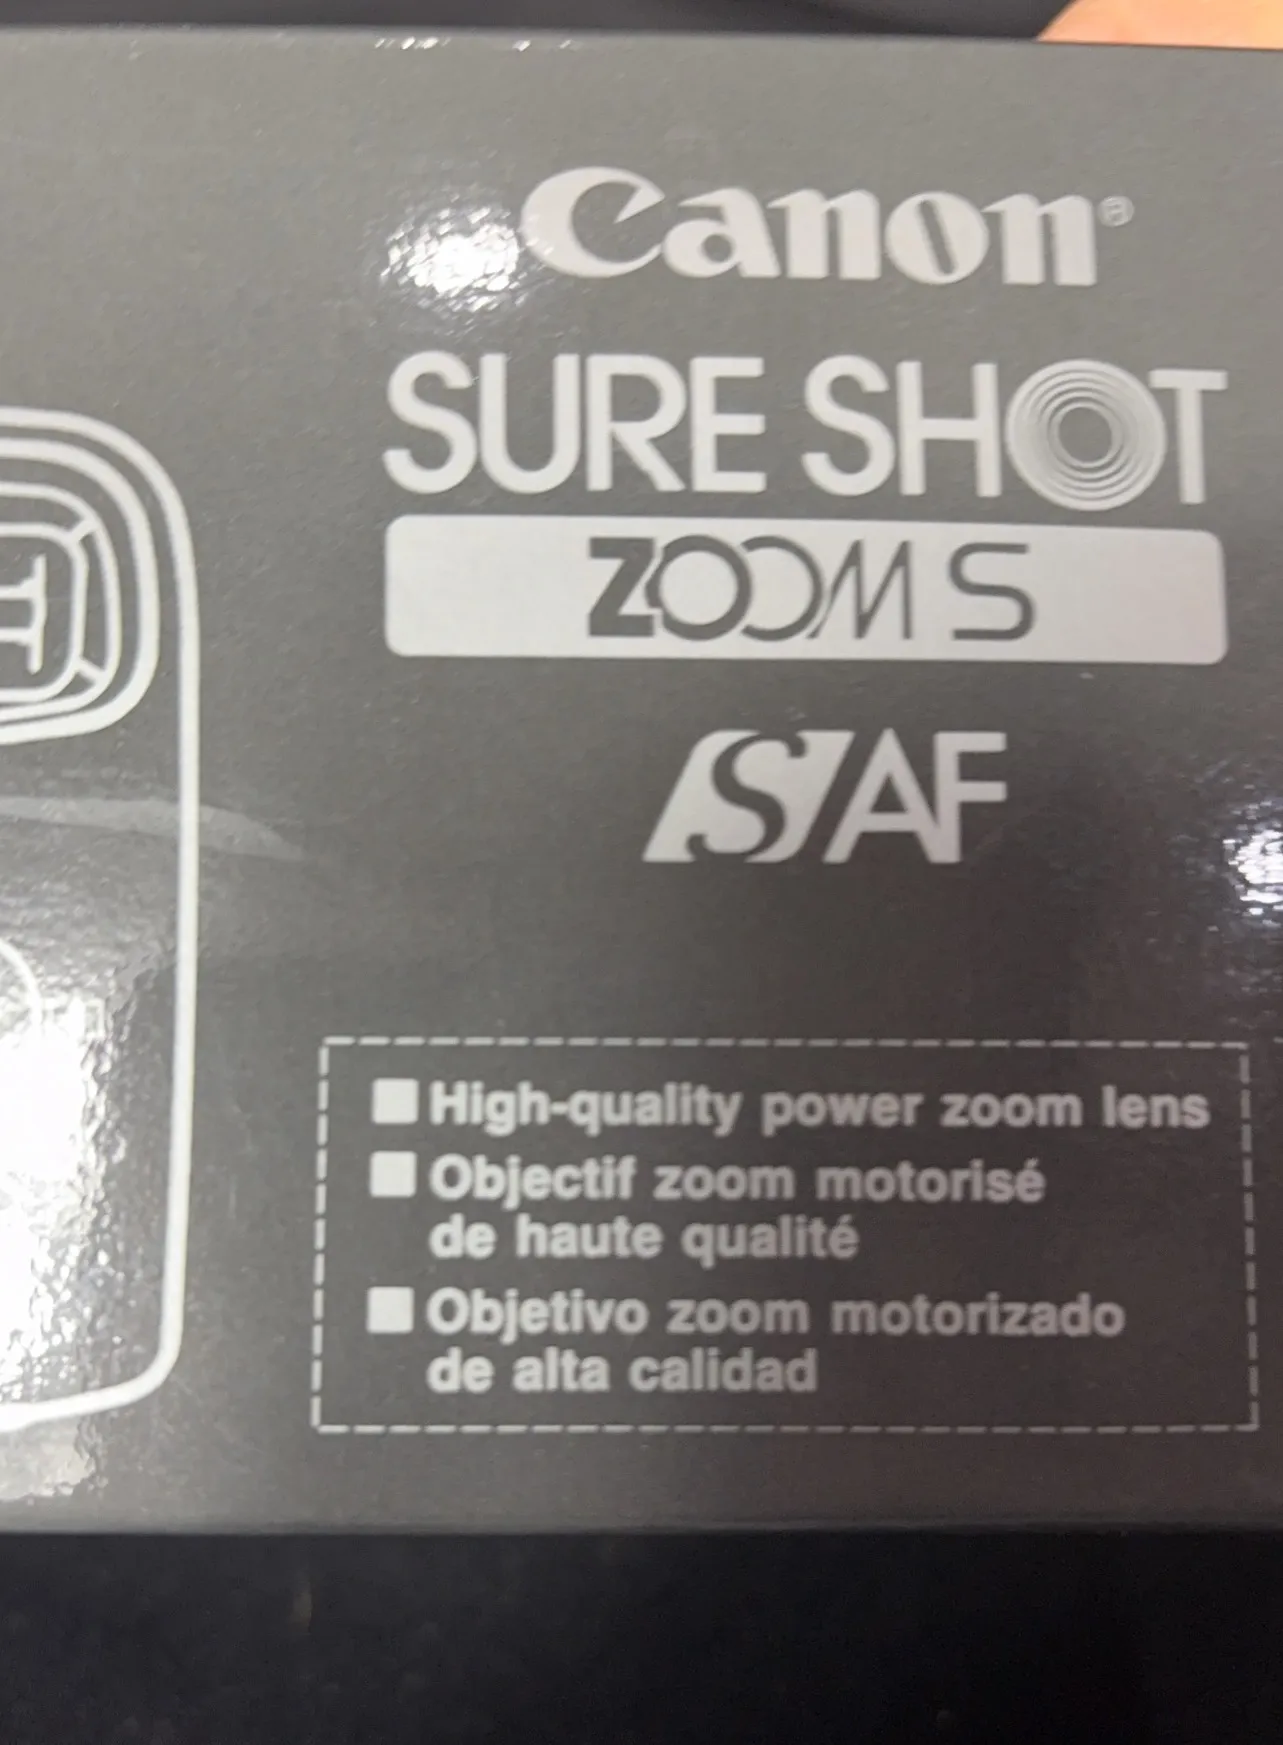 Canon®
SURE SHOT
ZOOM S
S/AF
High-quality power zoom lens
Objectif zoom motorisé
de haute qualité
Objetivo zoom motorizado
de alta calidad